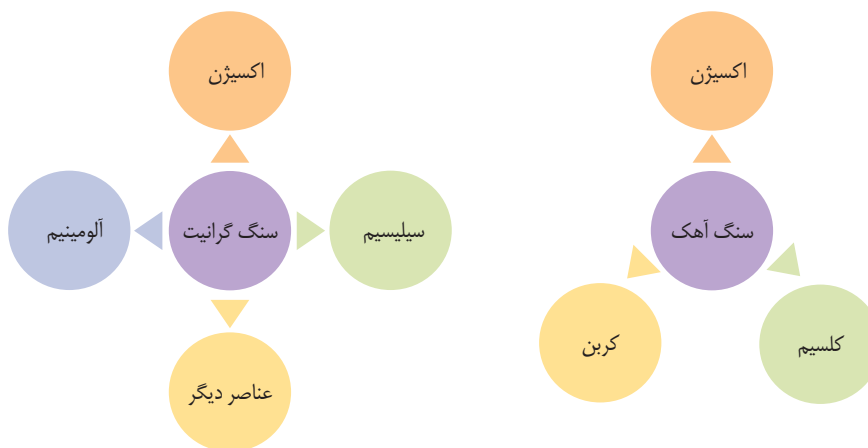 اکسیژن
سنگ آهک
کلسیم
کربن
اکسیژن
سیلیسیم
سنگ گرانیت
آلومینیم
عناصر دیگر